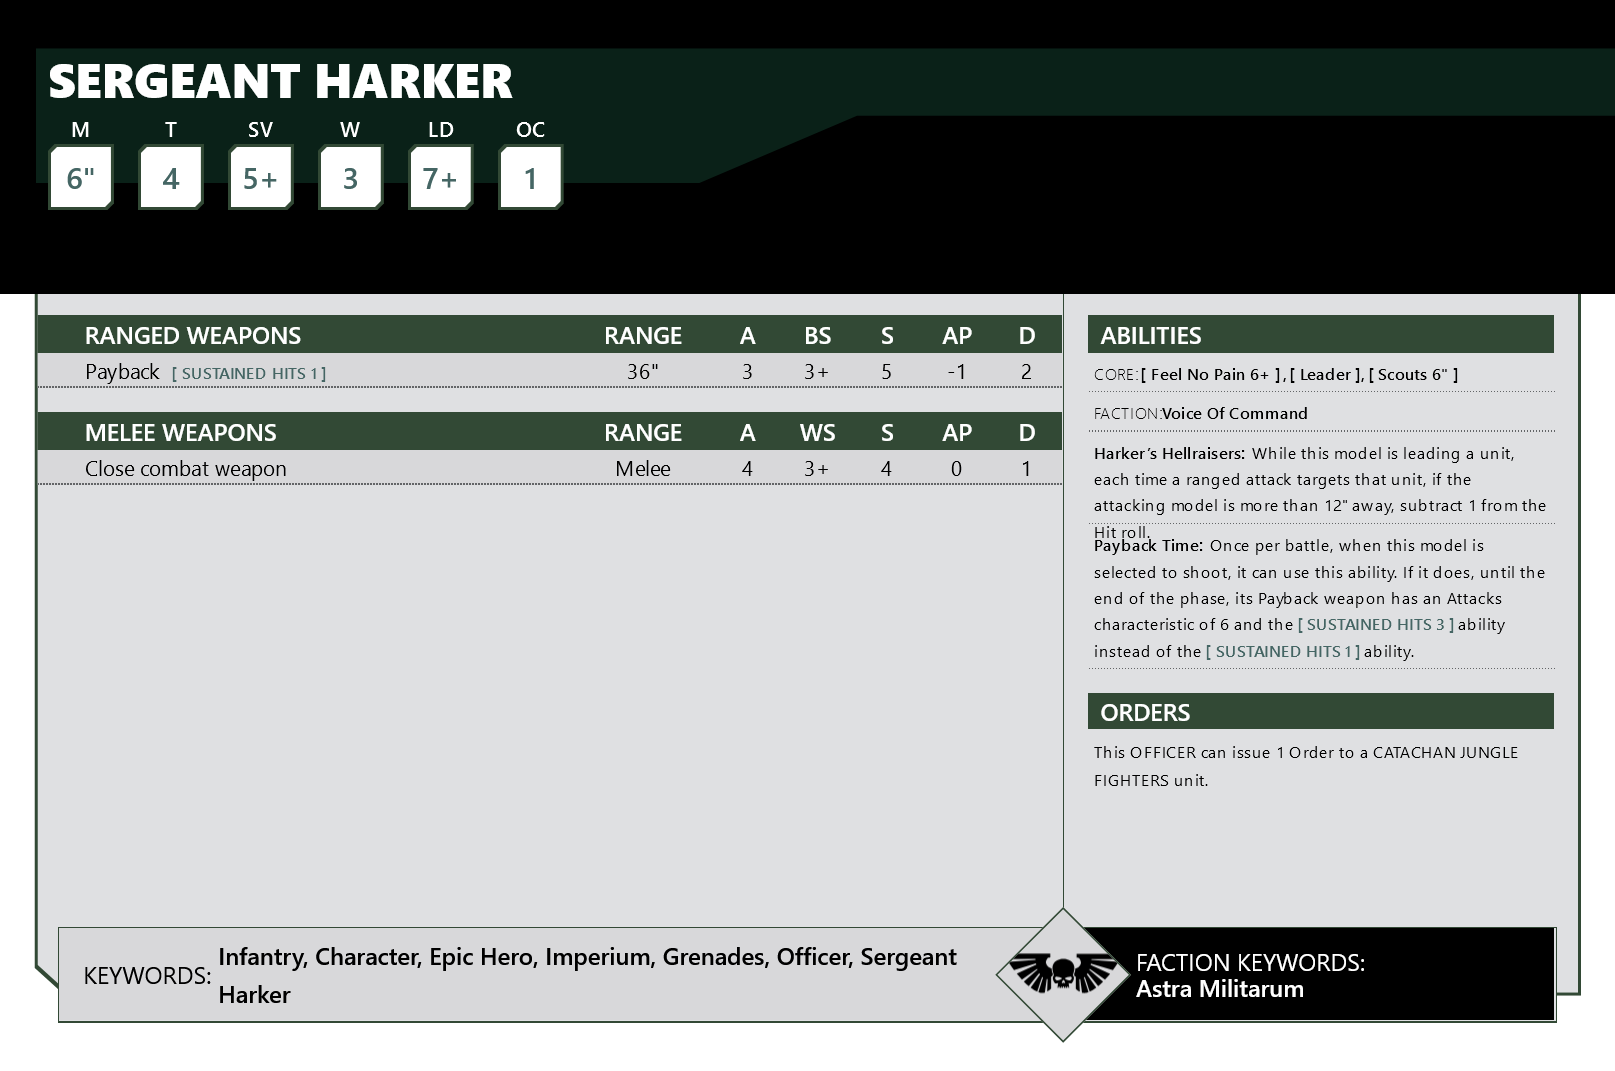 SERGEANT HARKER
M T SV W LD OC
6" 4 5+ 3 7+ 1
RANGED WEAPONS RANGE A BS S AP D
Payback [ SUSTAINED HITS 1 ] 36" 3 3+ 5 -1 2
MELEE WEAPONS RANGE A WS S AP D
Close combat weapon Melee 4 3+ 4 0 1
ABILITIES
CORE: [ Feel No Pain 6+ ], [ Leader ], [ Scouts 6" ]
FACTION: Voice Of Command
Harker’s Hellraisers: While this model is leading a unit,
each time a ranged attack targets that unit, if the
attacking model is more than 12" away, subtract 1 from the
Hit roll.
Payback Time: Once per battle, when this model is
selected to shoot, it can use this ability. If it does, until the
end of the phase, its Payback weapon has an Attacks
characteristic of 6 and the [ SUSTAINED HITS 3 ] ability
instead of the [ SUSTAINED HITS 1 ] ability.
ORDERS
This OFFICER can issue 1 Order to a CATACHAN JUNGLE
FIGHTERS unit.
KEYWORDS: Infantry, Character, Epic Hero, Imperium, Grenades, Officer, Sergeant
Harker
FACTION KEYWORDS:
Astra Militarum